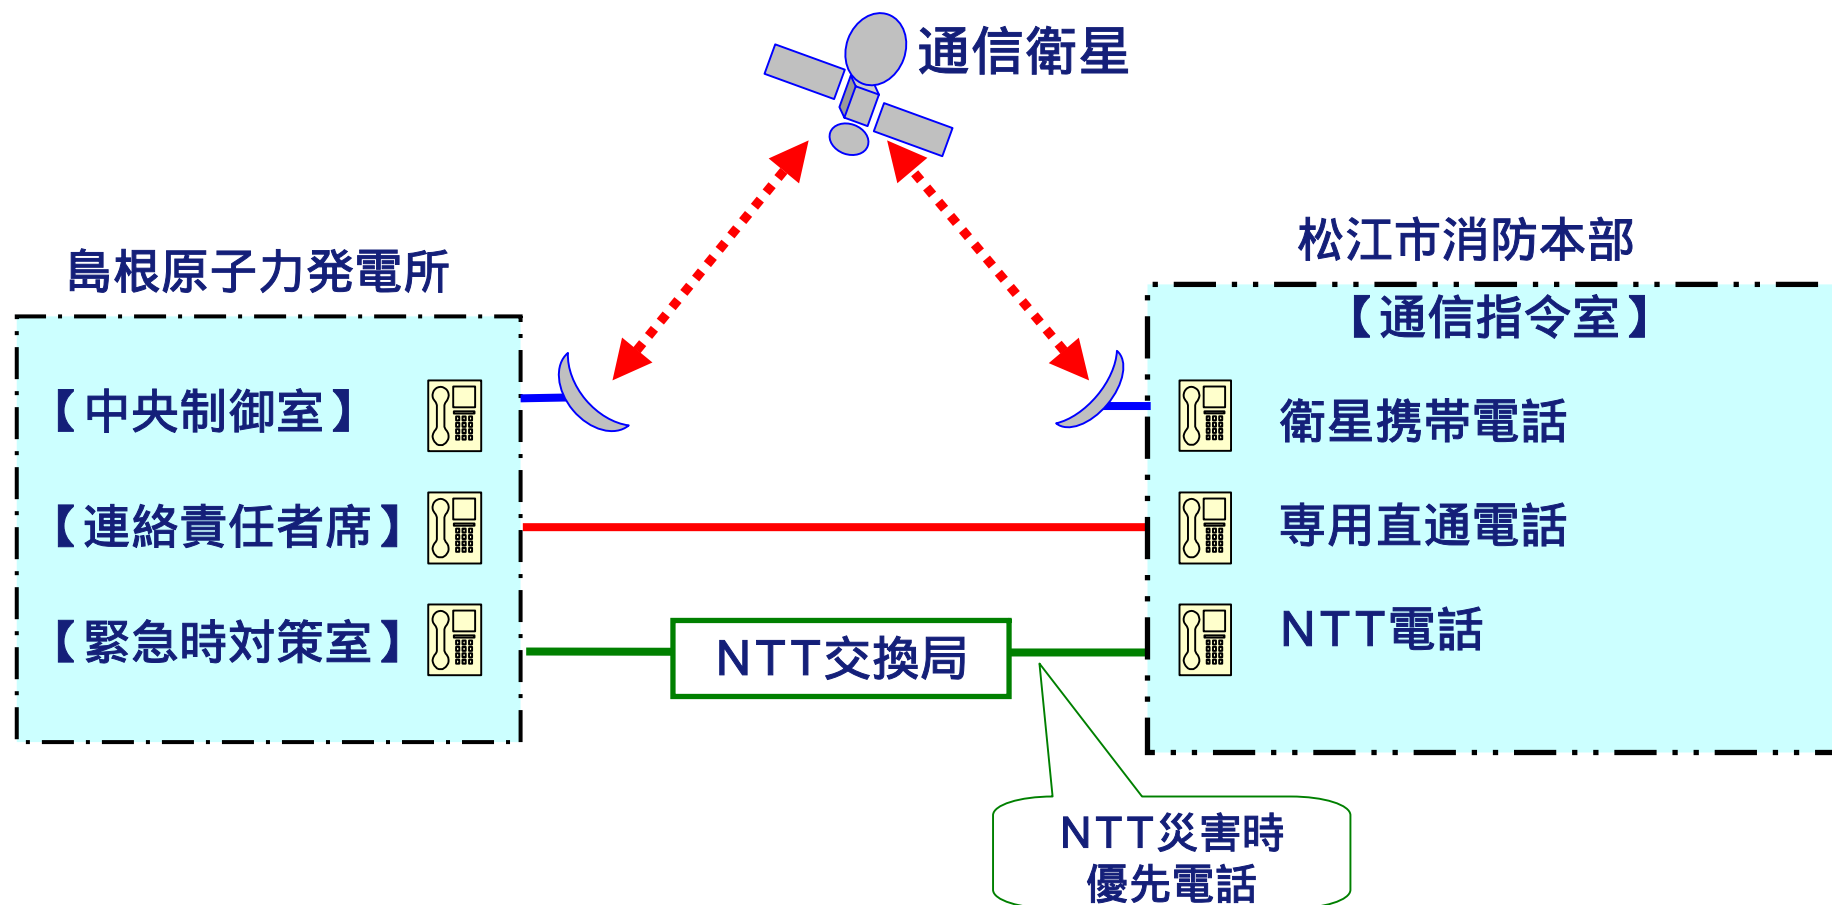 通信衛星
島根原子力発電所
松江市消防本部
【通信指令室】
【中央制御室】
衛星携帯電話
【連絡責任者席】
専用直通電話
【緊急時対策室】
NTT交換局
NTT電話
NTT災害時
優先電話